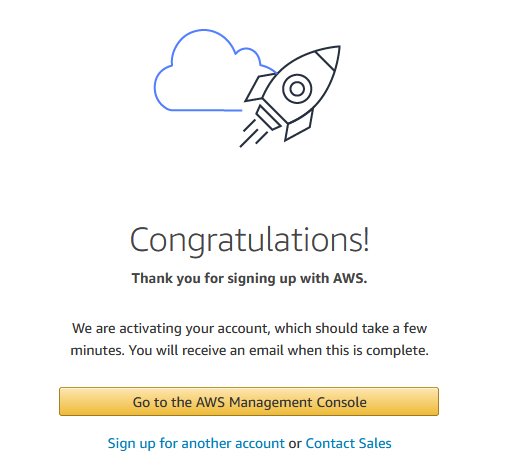 Congratulations!
Thank you for signing up with AWS.
We are activating your account, which should take a few
minutes. You will receive an email when this is complete.
Go to the AWS Management Console
Sign up for another account or Contact Sales